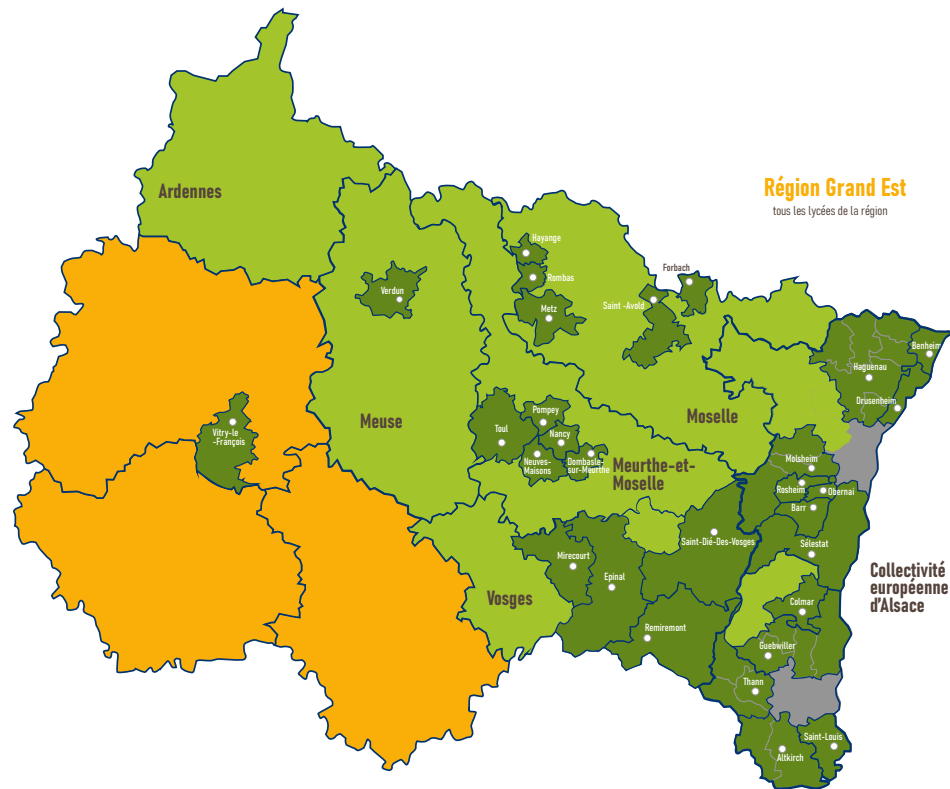 Ardennes
Région Grand Est
tous les lycées de la région
Hayange
Rombas
Forbach
Verdun
Metz
Saint -Avold
Benheim
Haguenau
Drusenheim
Meuse
Moselle
Vitry-le
-François
Toul
Pompey
Nancy
Neuves-
Maisons
Dombasle-
sur-Meurthe
Meurthe-et-
Moselle
Molsheim
Rosheim
Obernai
Barr
Saint-Dié-Des-Vosges
Sélestat
Mirecourt
Epinal
Vosges
Collectivité
européenne
d'Alsace
Colmar
Remiremont
Guebwiller
Thann
Saint-Louis
Altkirch